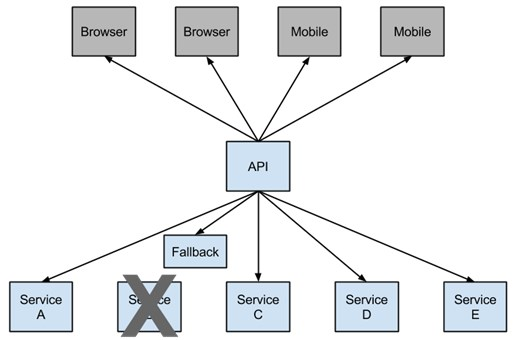 Browser
Browser
Mobile
Mobile
API
Fallback
Service
A
Service
C
Service
D
Service
E